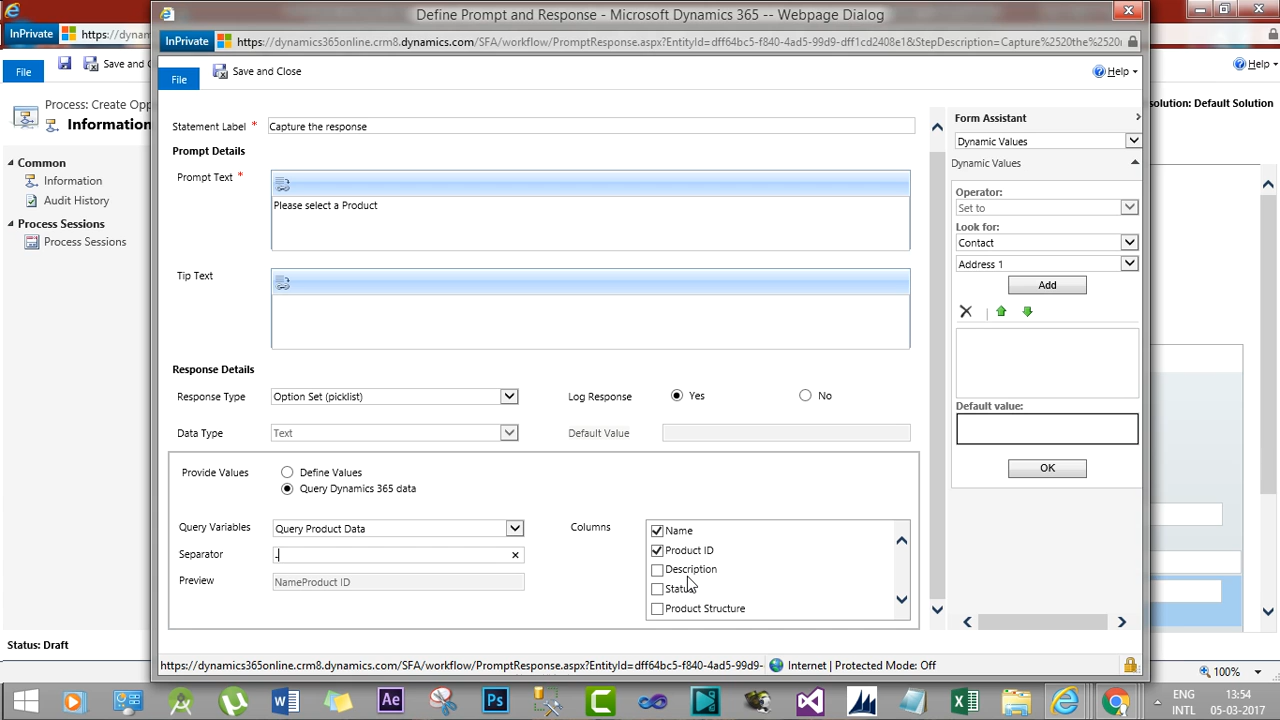 Define Prompt and Response - Microsoft Dynamics 365 -- Webpage Dialog
InPrivate
https://dynam
InPrivate
https://dynamics365online.crm8.dynamics.com/SFA/workflow/PromptResponse.aspx?EntityId=dff64bc5-f840-4ad5-99d9-dff1cd2408e1&StepDescription=Capture%2520the%2520
File
Save and Co
File
Save and Close
Help
Help
Process: Create Opp
Information
solution: Default Solution
Common
Information
Audit History
Process Sessions
Process Sessions
Statement Label *
Capture the response
Prompt Details
Prompt Text *
Please select a Product
Tip Text
Response Details
Response Type
Option Set (picklist)
Log Response
Yes
No
Data Type
Text
Default Value
Provide Values
Define Values
Query Dynamics 365 data
Query Variables
Query Product Data
Columns
Name
Product ID
Description
Status
Product Structure
Separator
.
Preview
NameProduct ID
Form Assistant
Dynamic Values
Dynamic Values
Operator:
Set to
Look for:
Contact
Address 1
Add
Default value:
OK
Status: Draft
https://dynamics365online.crm8.dynamics.com/SFA/workflow/PromptResponse.aspx?EntityId=dff64bc5-f840-4ad5-99d9-
Internet | Protected Mode: Off
100%
W
Ae
Ps
C
X
ENG
INTL
13:54
05-03-2017